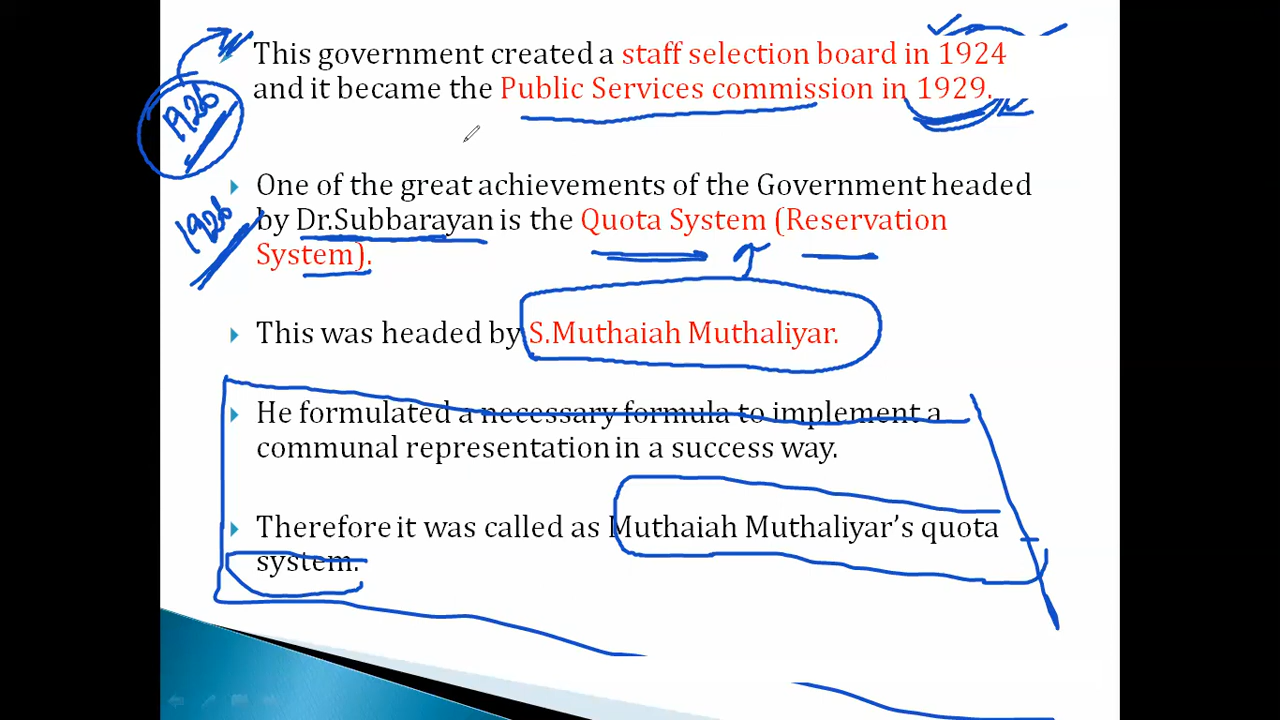 This government created a staff selection board in 1924
and it became the Public Services commission in 1929.
1926
One of the great achievements of the Government headed
by Dr.Subbarayan is the Quota System (Reservation
System).
1926
This was headed by S.Muthaiah Muthaliyar.
He formulated a necessary formula to implement a
communal representation in a success way.
Therefore it was called as Muthaiah Muthaliyar's quota
system.